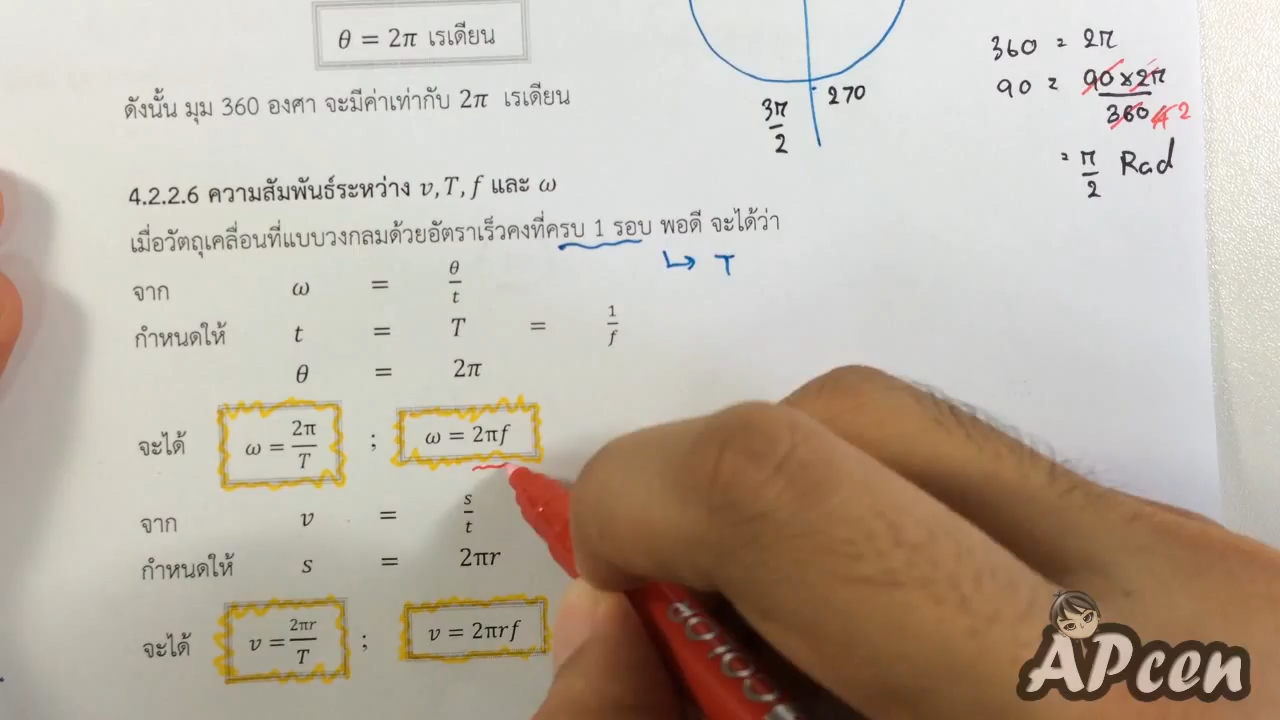 θ = 2π เรเดียน
ดังนั้น มุม 360 องศา จะมีค่าเท่ากับ 2π เรเดียน
270
3π/2
360 = 2π
90 = 90×2π/360 4 2
= π/2 Rad
4.2.2.6 ความสัมพันธ์ระหว่าง v, T, f และ ω
เมื่อวัตถุเคลื่อนที่แบบวงกลมด้วยอัตราเร็วคงที่ครบ 1 รอบ พอดี จะได้ว่า
↳ T
จาก ω = θ/t
กำหนดให้ t = T = 1/f
θ = 2π
จะได้ ω = 2π/T ; ω = 2πf
จาก v = s/t
กำหนดให้ s = 2πr
จะได้ v = 2πr/T ; v = 2πrf
COLOR
APcen